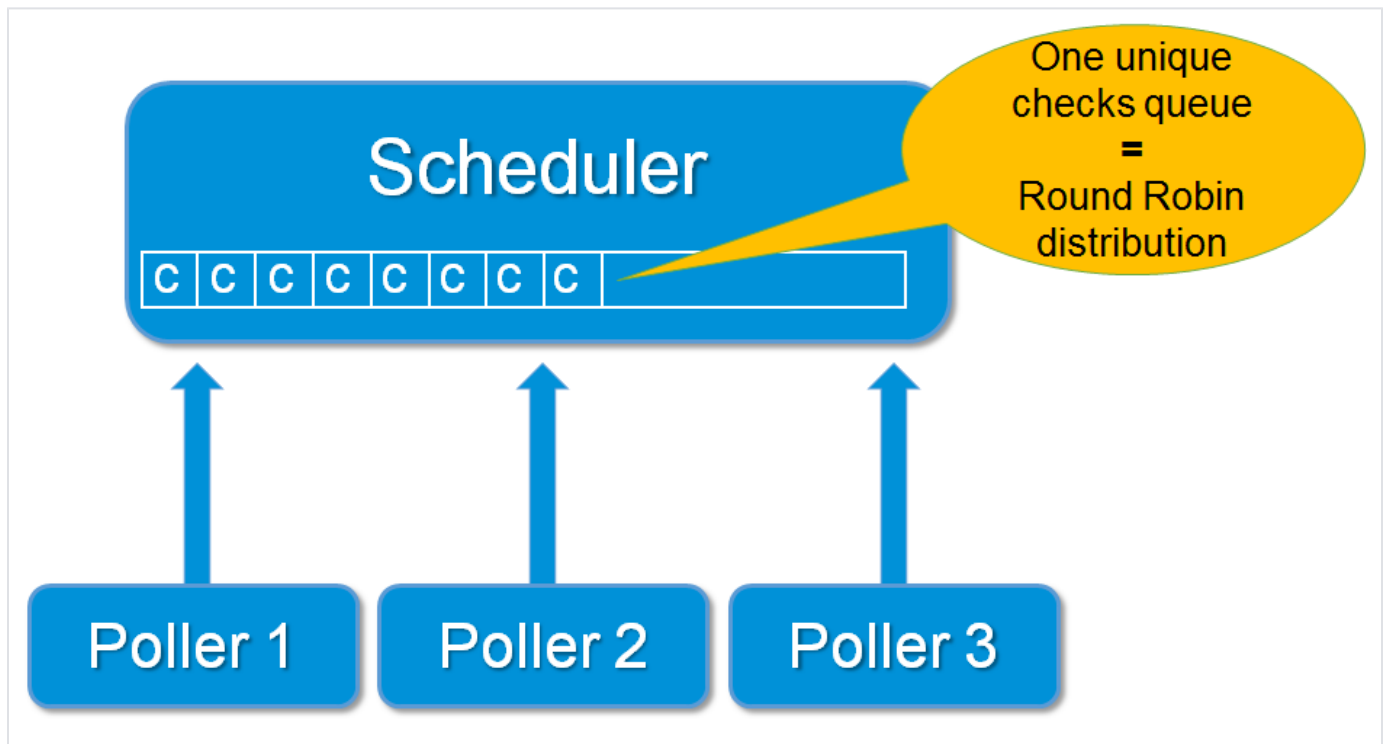 One unique
checks queue
=
Round Robin
distribution
Scheduler
C C C C C C C C
Poller 1 Poller 2 Poller 3